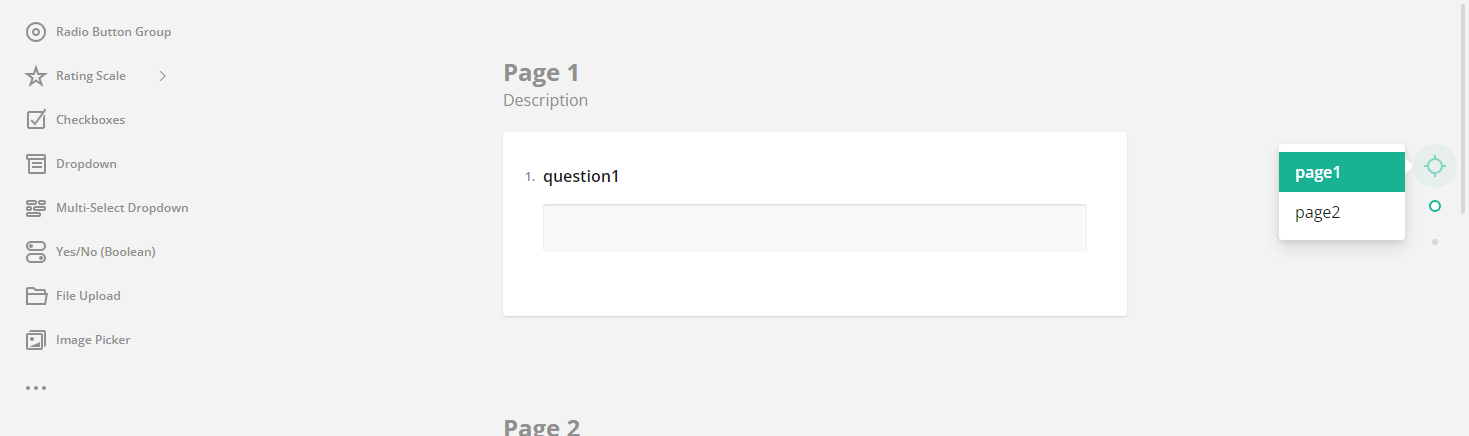 Radio Button Group
Rating Scale
Checkboxes
Dropdown
Multi-Select Dropdown
Yes/No (Boolean)
File Upload
Image Picker
Page 1
Description
1. question1
page1
page2
Page 2